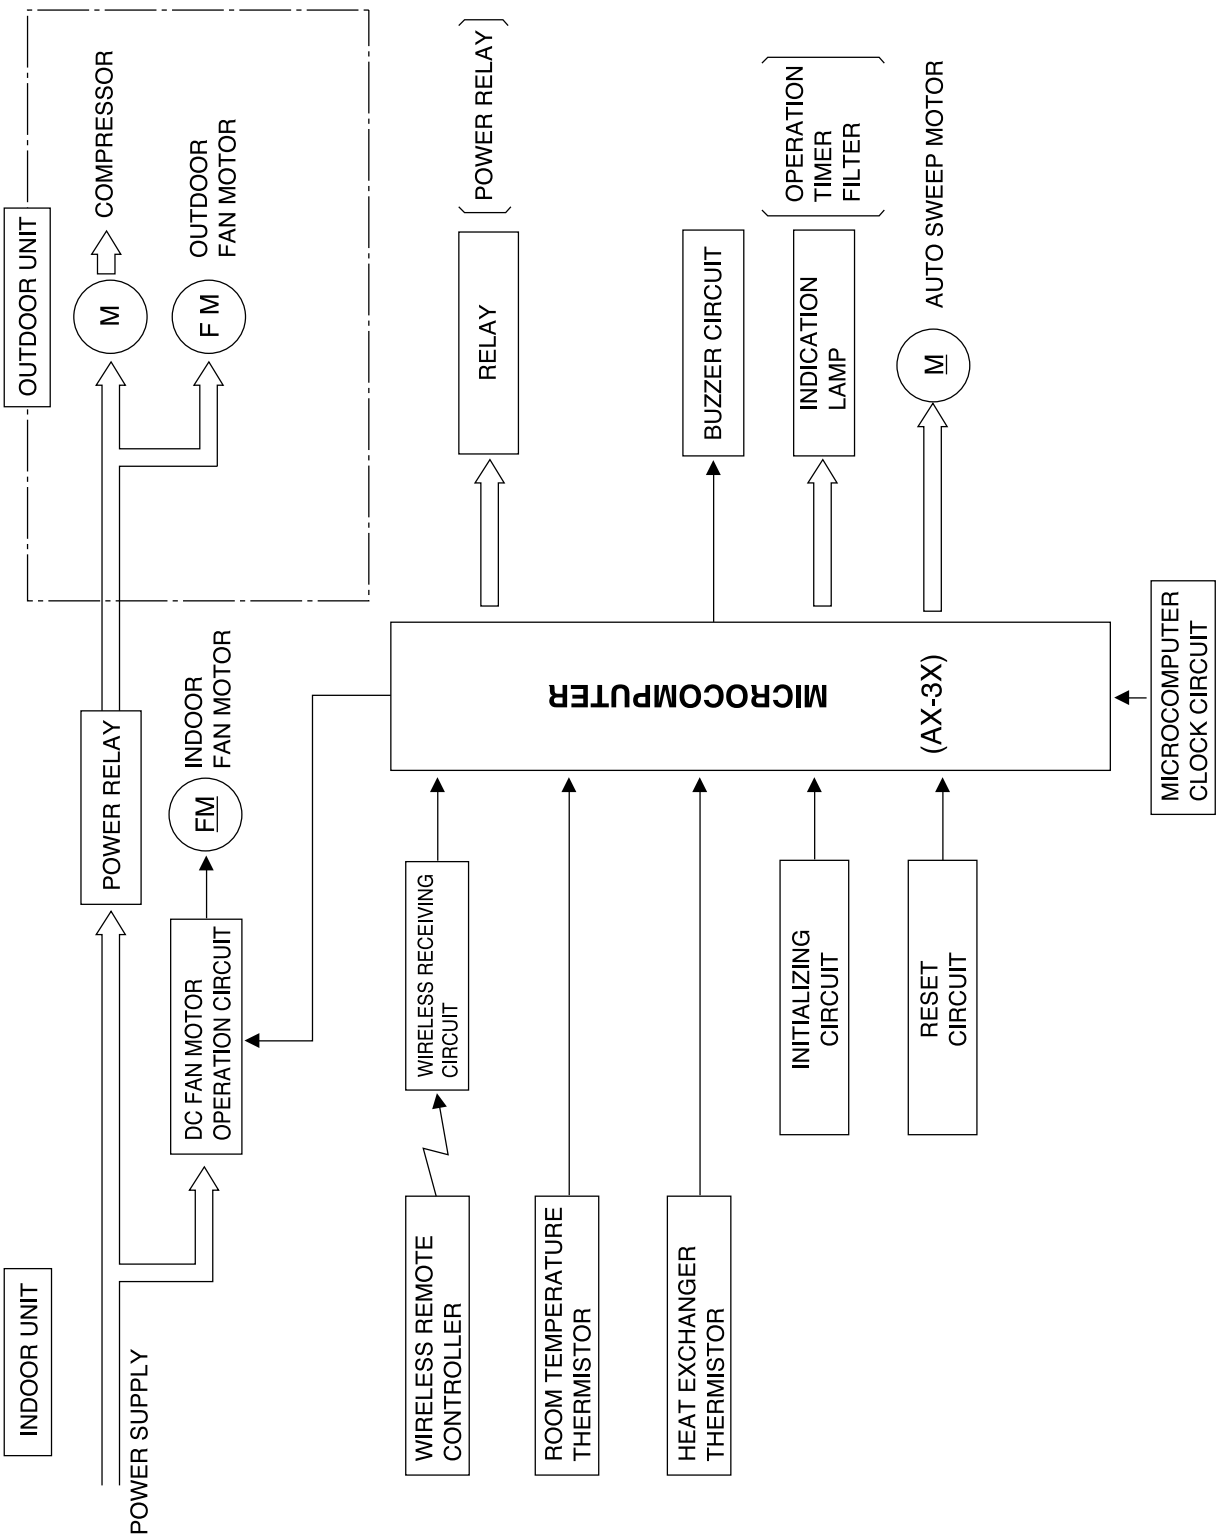 INDOOR UNIT
OUTDOOR UNIT
POWER SUPPLY
POWER RELAY
M
COMPRESSOR
DC FAN MOTOR
OPERATION CIRCUIT
FM
INDOOR
FAN MOTOR
F M
OUTDOOR
FAN MOTOR
WIRELESS REMOTE
CONTROLLER
WIRELESS RECEIVING
CIRCUIT
ROOM TEMPERATURE
THERMISTOR
HEAT EXCHANGER
THERMISTOR
INITIALIZING
CIRCUIT
RESET
CIRCUIT
MICROCOMPUTER
(AX-3X)
MICROCOMPUTER
CLOCK CIRCUIT
RELAY
POWER RELAY
BUZZER CIRCUIT
INDICATION
LAMP
OPERATION
TIMER
FILTER
M
AUTO SWEEP MOTOR